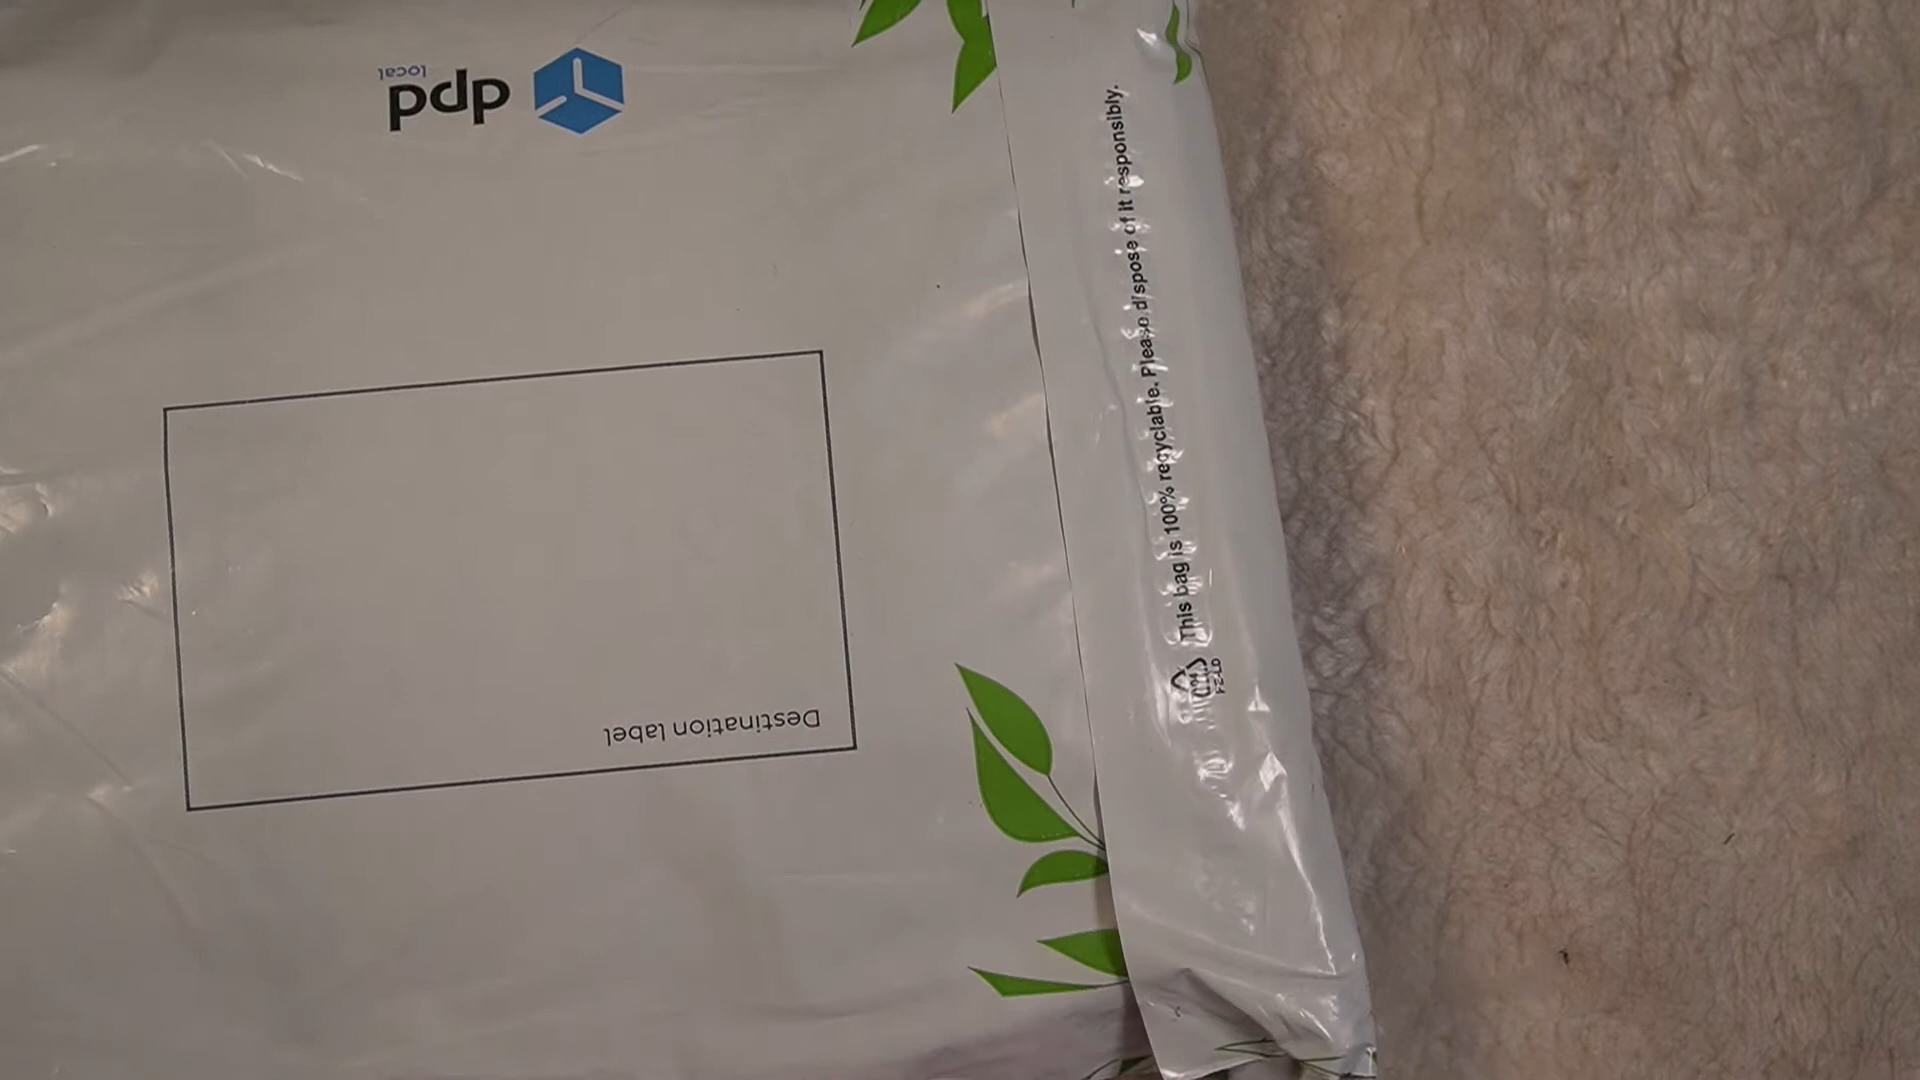 dpd
local
Destination label
This bag is 100% recyclable. Please dispose of it responsibly.